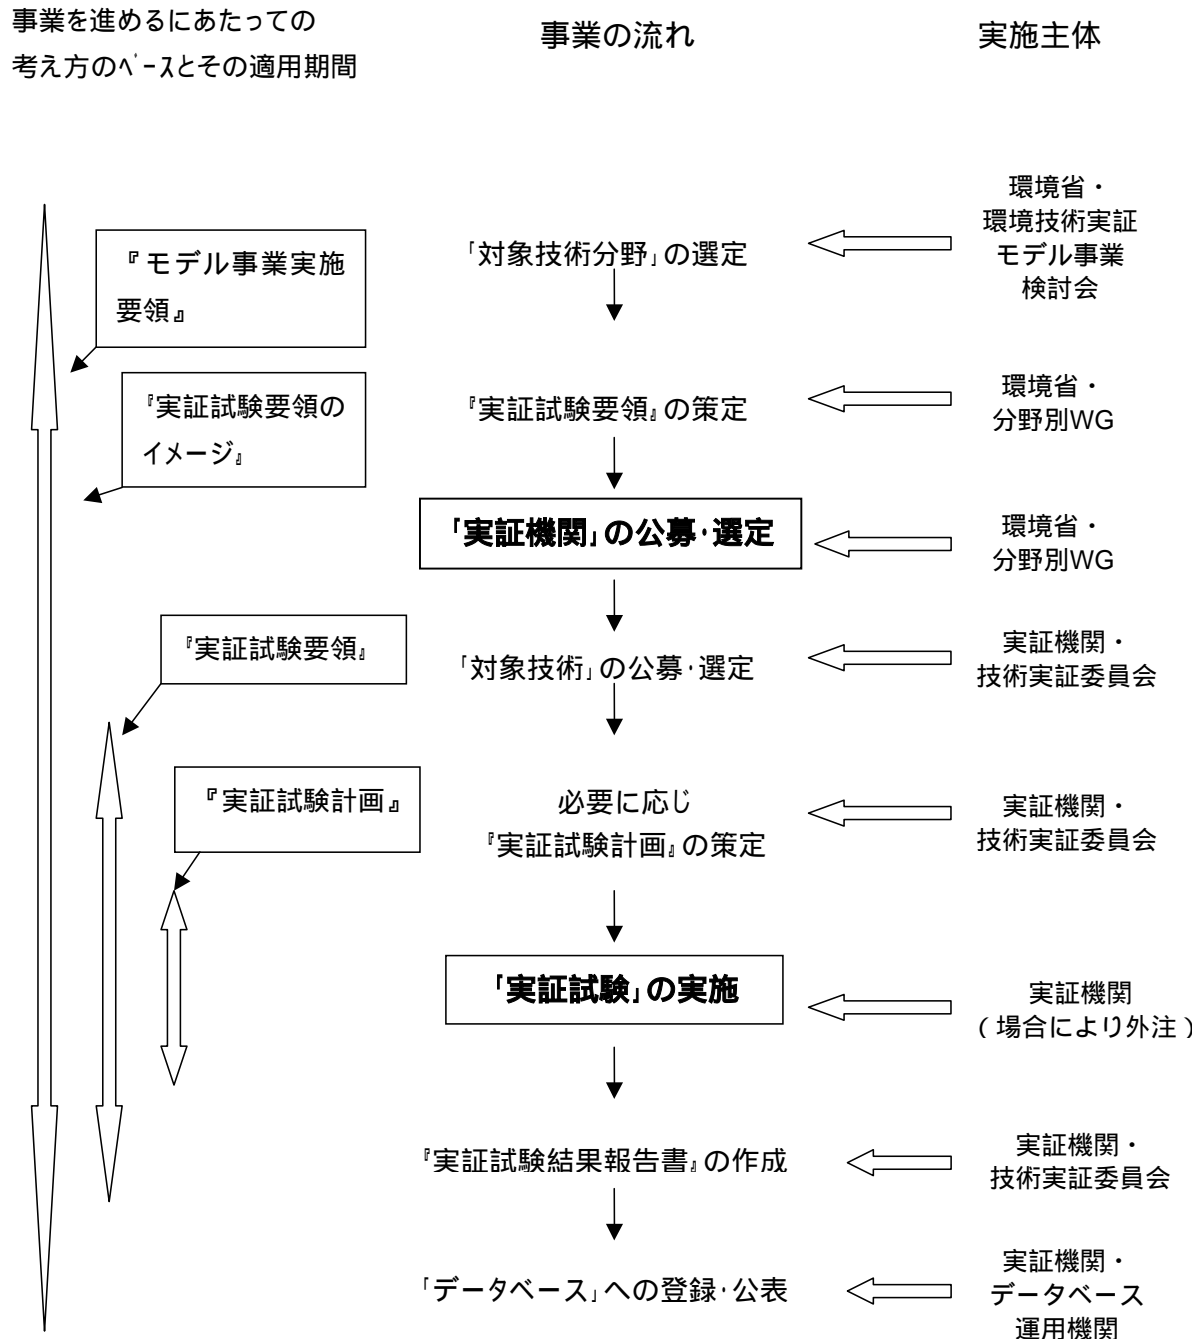 事業を進めるにあたっての
考え方のベースとその適用期間
事業の流れ
実施主体
『モデル事業実施
要領』
『実証試験要領の
イメージ』
『実証試験要領』
『実証試験計画』
「対象技術分野」の選定
『実証試験要領』の策定
「実証機関」の公募・選定
「対象技術」の公募・選定
必要に応じ
『実証試験計画』の策定
「実証試験」の実施
『実証試験結果報告書』の作成
「データベース」への登録・公表
環境省・
環境技術実証
モデル事業
検討会
環境省・
分野別WG
環境省・
分野別WG
実証機関・
技術実証委員会
実証機関・
技術実証委員会
実証機関
(場合により外注)
実証機関・
技術実証委員会
実証機関・
データベース
運用機関